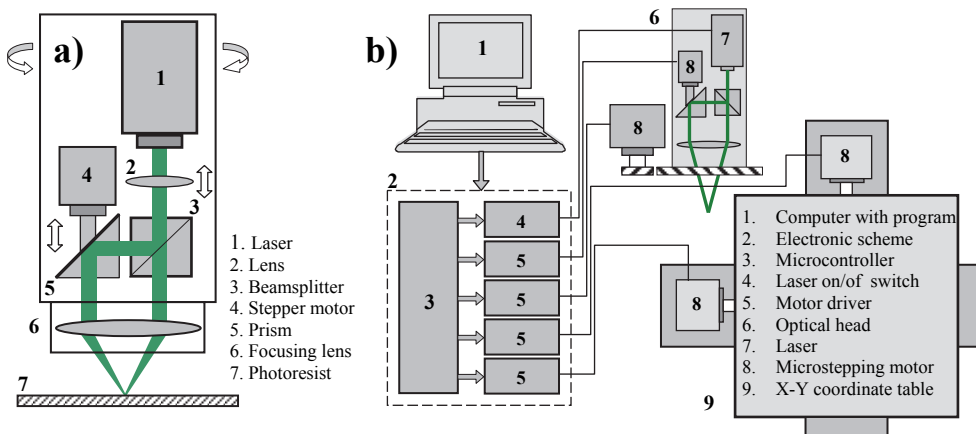 a)
1
2
4
3
5
6
7
1. Laser
2. Lens
3. Beamsplitter
4. Stepper motor
5. Prism
6. Focusing lens
7. Photoresist
b)
1
2
3
4
5
5
5
5
6
7
8
8
8
8
9
1. Computer with program
2. Electronic scheme
3. Microcontroller
4. Laser on/of switch
5. Motor driver
6. Optical head
7. Laser
8. Microstepping motor
9. X-Y coordinate table